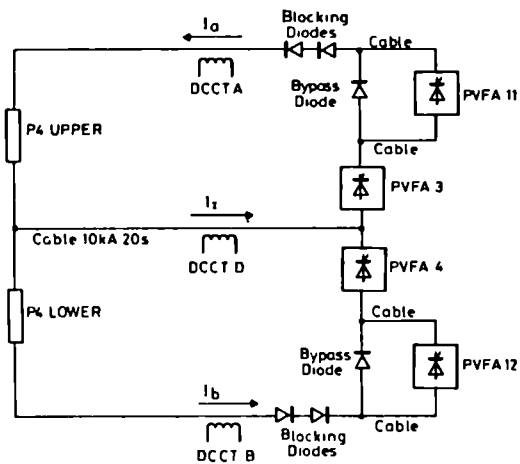 Ia
Blocking
Diodes
Cable
DCCT A
Bypass
Diode
PVFA 11
P4 UPPER
Cable
PVFA 3
Ix
Cable 10kA 20s
DCCT D
PVFA 4
P4 LOWER
Cable
Bypass
Diode
PVFA 12
Ib
Cable
DCCT B
Blocking
Diodes